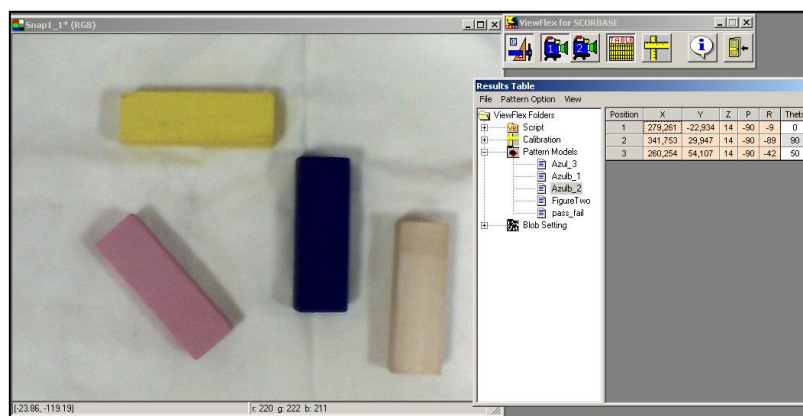 Snap1_1* (RGB)
ViewFlex for SCORBASE
1
2
TABLE
Results Table
File Pattern Option View
ViewFlex Folders
Script
Calibration
Pattern Models
Azul_3
Azulb_1
Azulb_2
FigureTwo
pass_fail
Blob Setting
Position X Y Z P R Theta
1 279,261 -22,934 14 -90 -9 0
2 341,753 29,947 14 -90 -89 90
3 260,254 54,107 14 -90 -42 50
(-23.86, -119.19) r: 220 g: 222 b: 211